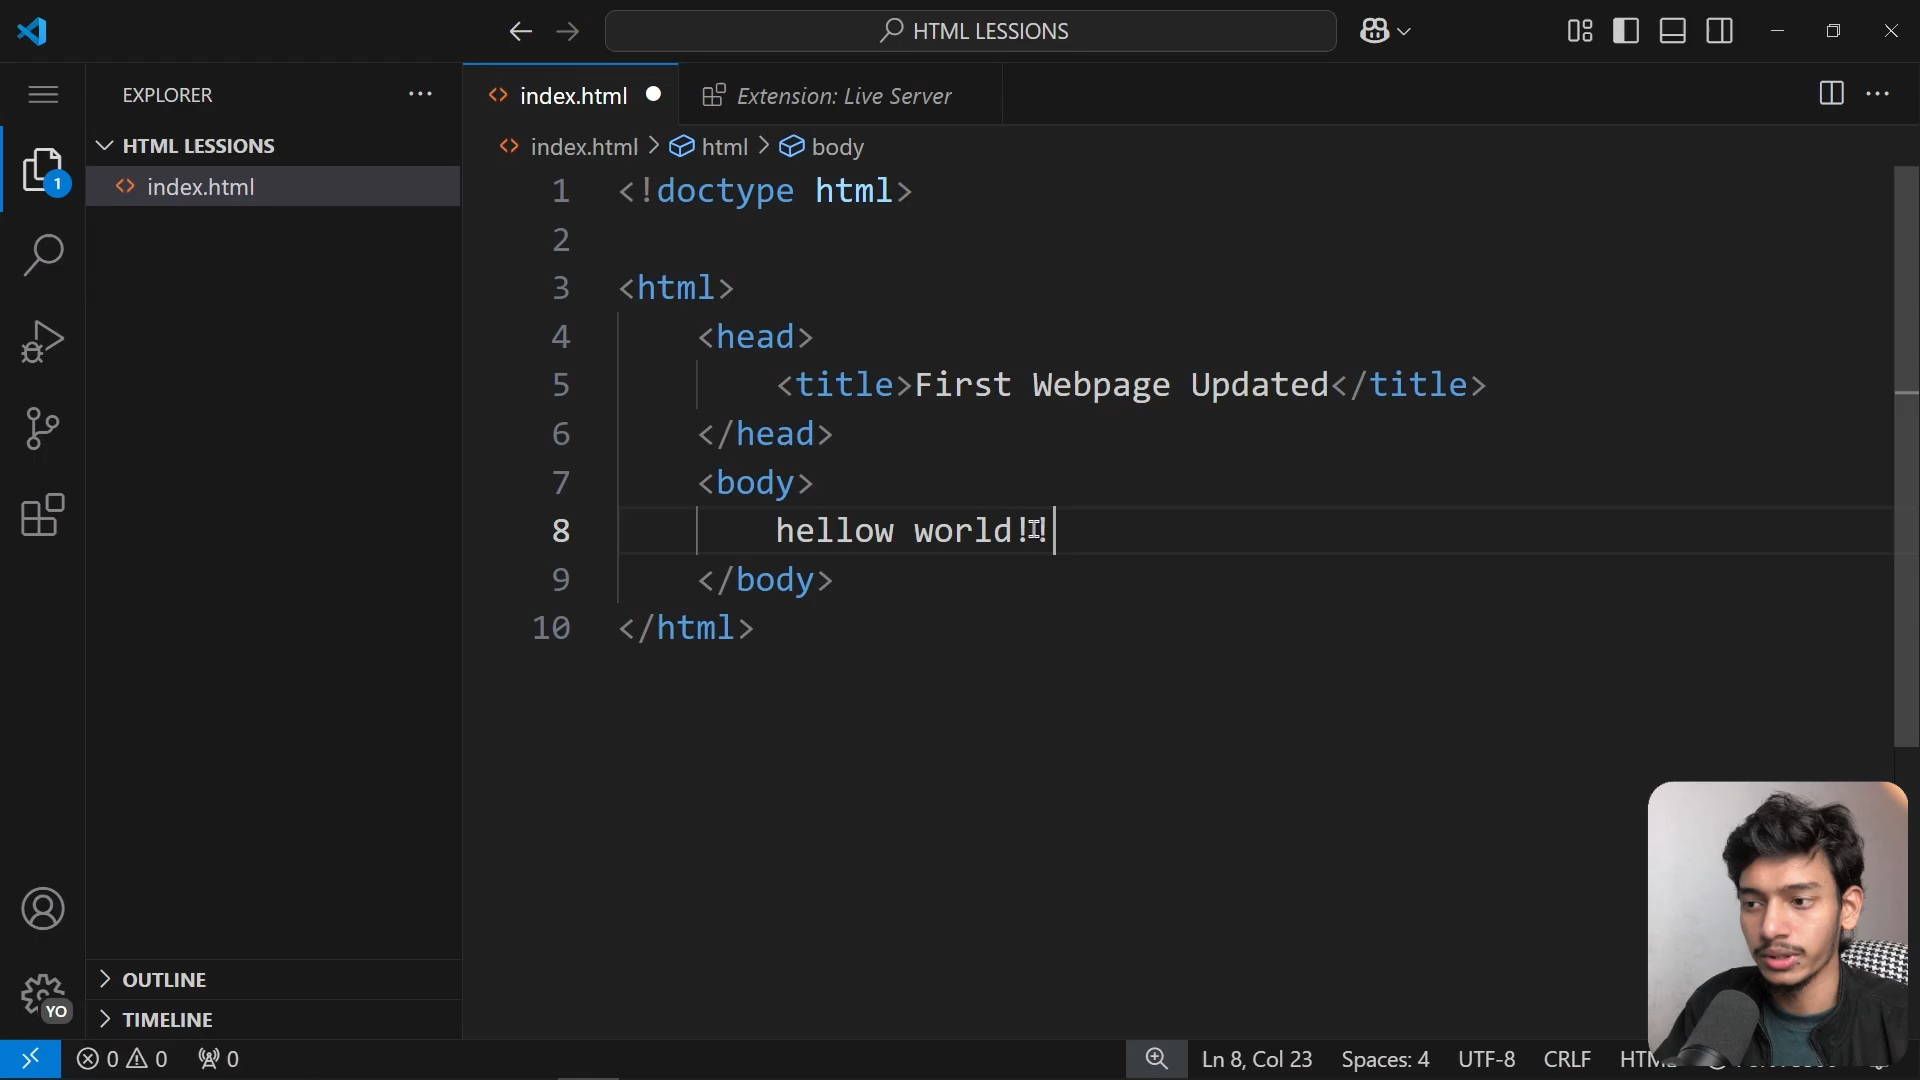 HTML LESSIONS
EXPLORER
HTML LESSIONS
index.html
1
OUTLINE
TIMELINE
YO
index.html
Extension: Live Server
index.html > html > body
1 <!doctype html>
2
3 <html>
4 <head>
5 <title>First Webpage Updated</title>
6 </head>
7 <body>
8 hellow world!!
9 </body>
10 </html>
0 0 0
Ln 8, Col 23
Spaces: 4
UTF-8
CRLF